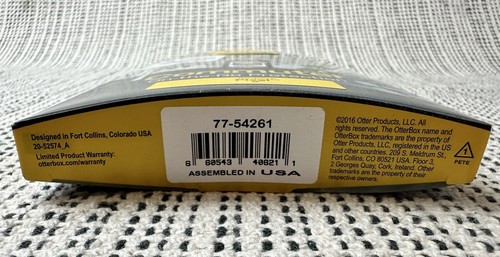 77-54261
8 60543 40821 1
ASSEMBLED IN USA
Designed in Fort Collins, Colorado USA
20-52574_A
Limited Product Warranty:
otterbox.com/warranty
©2016 Otter Products, LLC. All
rights reserved. The OtterBox name and
OtterBox trademarks are the property of
Otter Products, LLC, registered in the US
and other countries. 209 S. Meldrum St.,
Fort Collins, CO 80521 USA. Floor 3,
2 Georges Quay, Cork, Ireland. Other
trademarks are the property of their
respective owners.
PETE